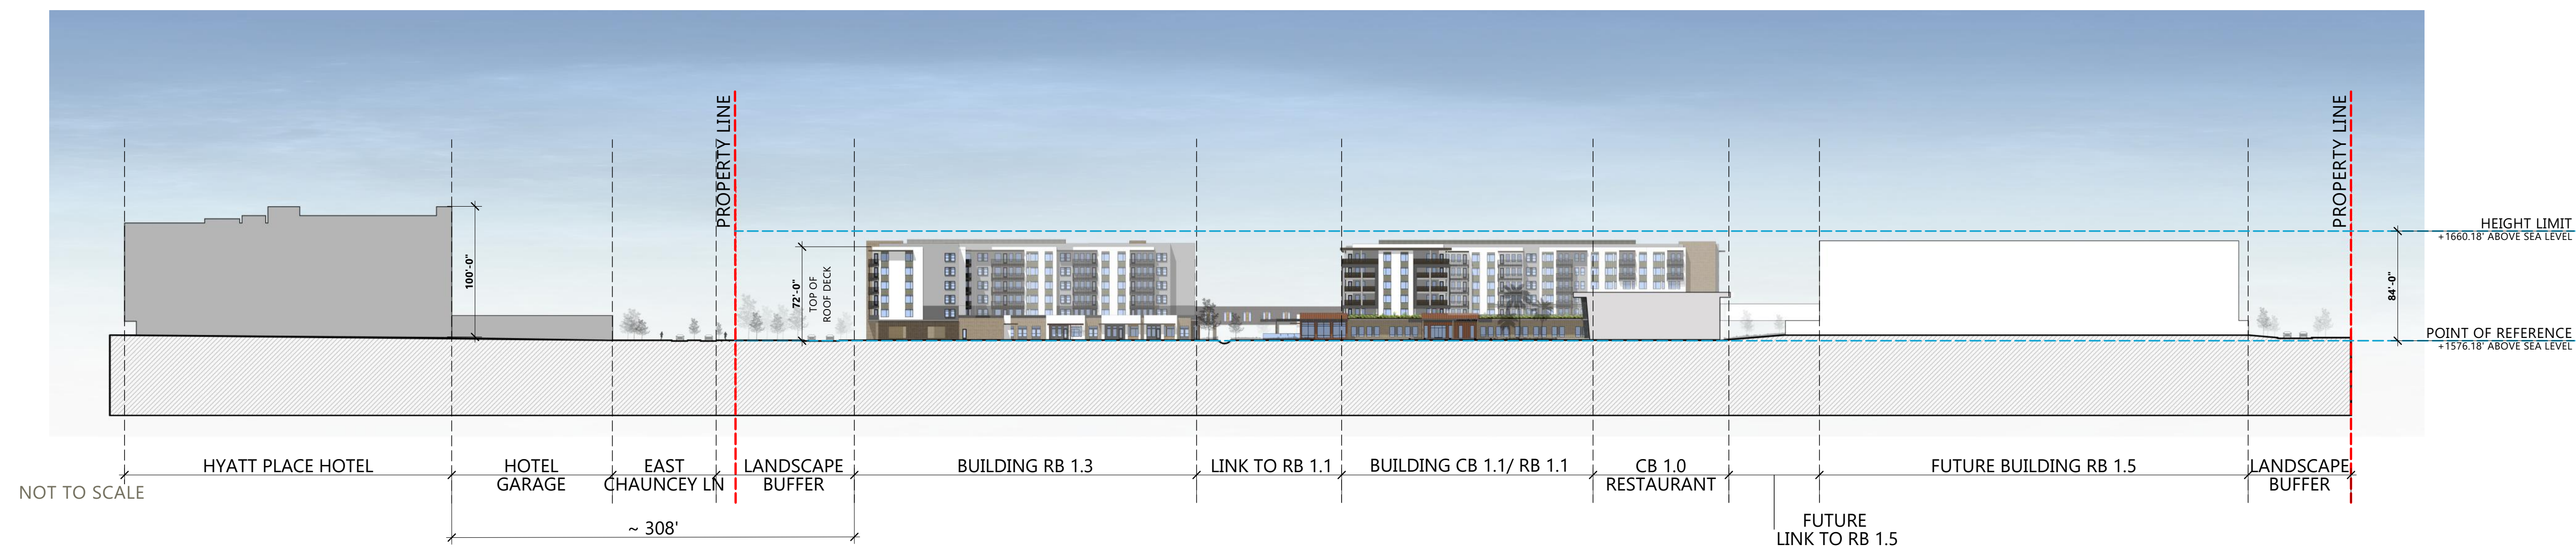 PROPERTY LINE
PROPERTY LINE
HEIGHT LIMIT
+1660.18' ABOVE SEA LEVEL
100'-0"
72'-0"
TOP OF
ROOF DECK
84'-0"
POINT OF REFERENCE
+1576.18' ABOVE SEA LEVEL
HYATT PLACE HOTEL
HOTEL
GARAGE
EAST
CHAUNCEY LN
LANDSCAPE
BUFFER
BUILDING RB 1.3
LINK TO RB 1.1
BUILDING CB 1.1/ RB 1.1
CB 1.0
RESTAURANT
FUTURE BUILDING RB 1.5
LANDSCAPE
BUFFER
NOT TO SCALE
~ 308'
FUTURE
LINK TO RB 1.5